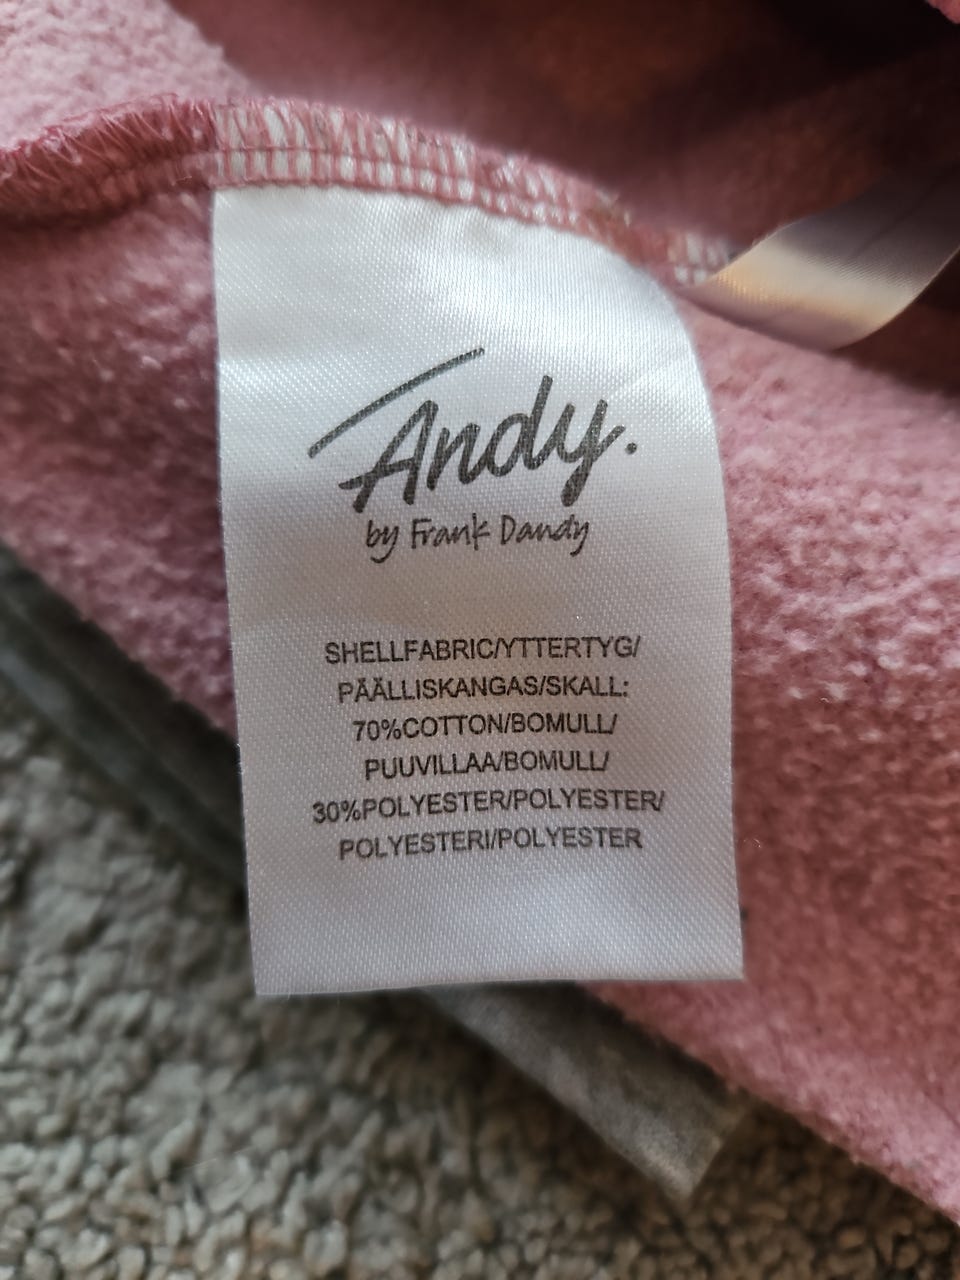 Andy.
by Frank Dandy
SHELLFABRIC/YTTERTYG/
PÄÄLLISKANGAS/SKALL:
70%COTTON/BOMULL/
PUUVILLAA/BOMULL/
30%POLYESTER/POLYESTER/
POLYESTERI/POLYESTER